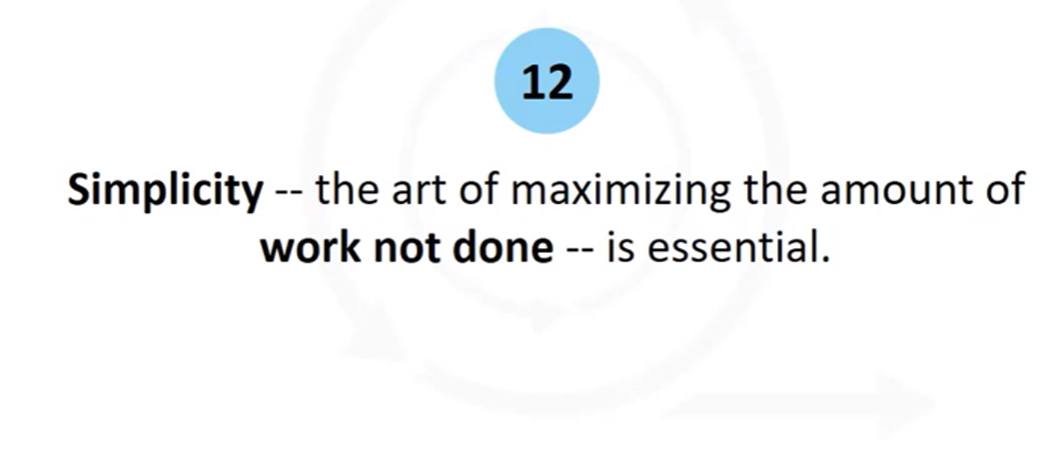 12
Simplicity -- the art of maximizing the amount of
work not done -- is essential.